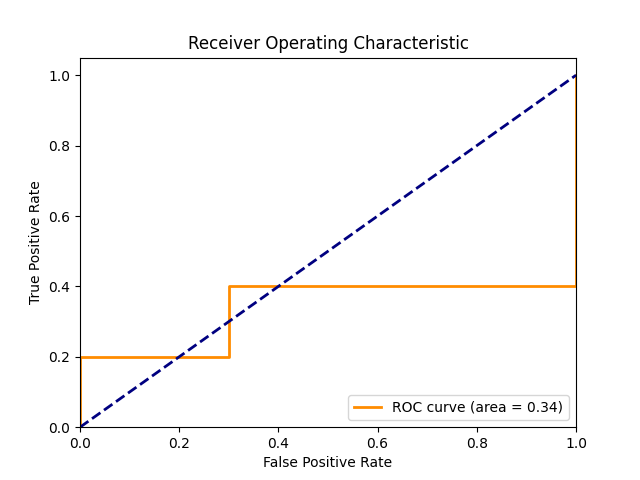 Receiver Operating Characteristic
True Positive Rate
1.0
0.8
0.6
0.4
0.2
0.0
ROC curve (area = 0.34)
0.0 0.2 0.4 0.6 0.8 1.0
False Positive Rate